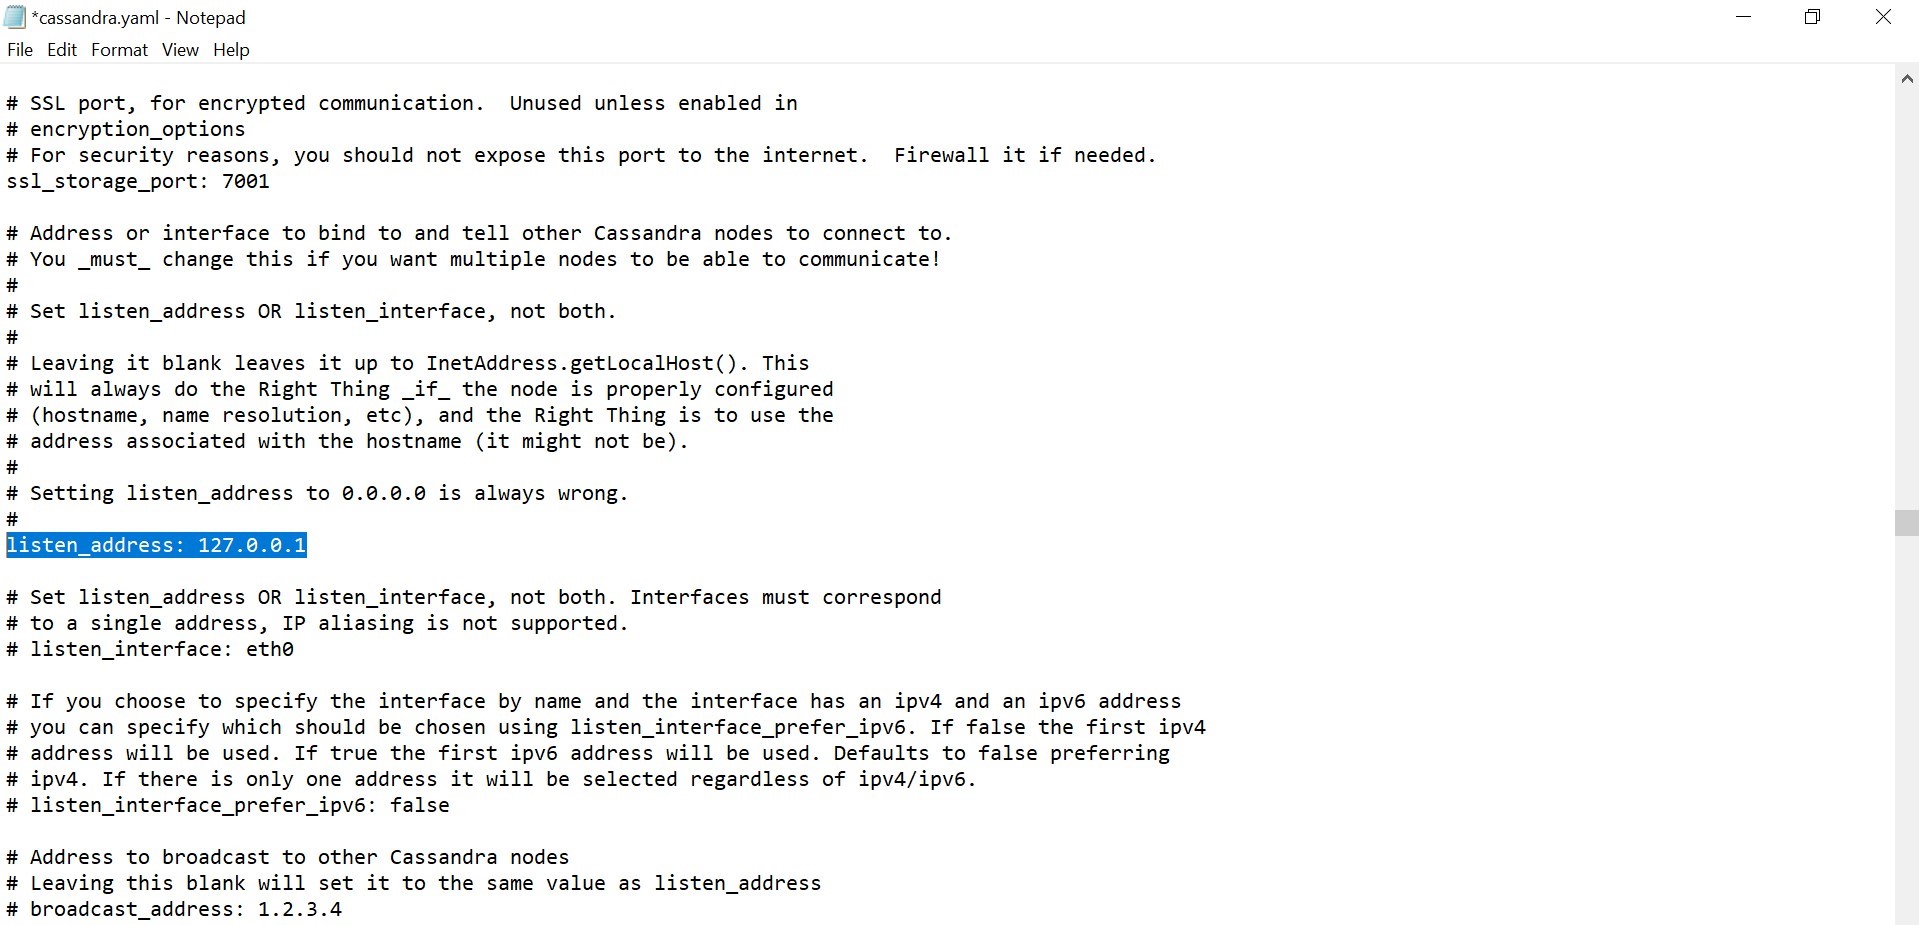 *cassandra.yaml - Notepad
File Edit Format View Help
# SSL port, for encrypted communication.  Unused unless enabled in
# encryption_options
# For security reasons, you should not expose this port to the internet.  Firewall it if needed.
ssl_storage_port: 7001
# Address or interface to bind to and tell other Cassandra nodes to connect to.
# You _must_ change this if you want multiple nodes to be able to communicate!
#
# Set listen_address OR listen_interface, not both.
#
# Leaving it blank leaves it up to InetAddress.getLocalHost(). This
# will always do the Right Thing _if_ the node is properly configured
# (hostname, name resolution, etc), and the Right Thing is to use the
# address associated with the hostname (it might not be).
#
# Setting listen_address to 0.0.0.0 is always wrong.
#
listen_address: 127.0.0.1
# Set listen_address OR listen_interface, not both. Interfaces must correspond
# to a single address, IP aliasing is not supported.
# listen_interface: eth0
# If you choose to specify the interface by name and the interface has an ipv4 and an ipv6 address
# you can specify which should be chosen using listen_interface_prefer_ipv6. If false the first ipv4
# address will be used. If true the first ipv6 address will be used. Defaults to false preferring
# ipv4. If there is only one address it will be selected regardless of ipv4/ipv6.
# listen_interface_prefer_ipv6: false
# Address to broadcast to other Cassandra nodes
# Leaving this blank will set it to the same value as listen_address
# broadcast_address: 1.2.3.4